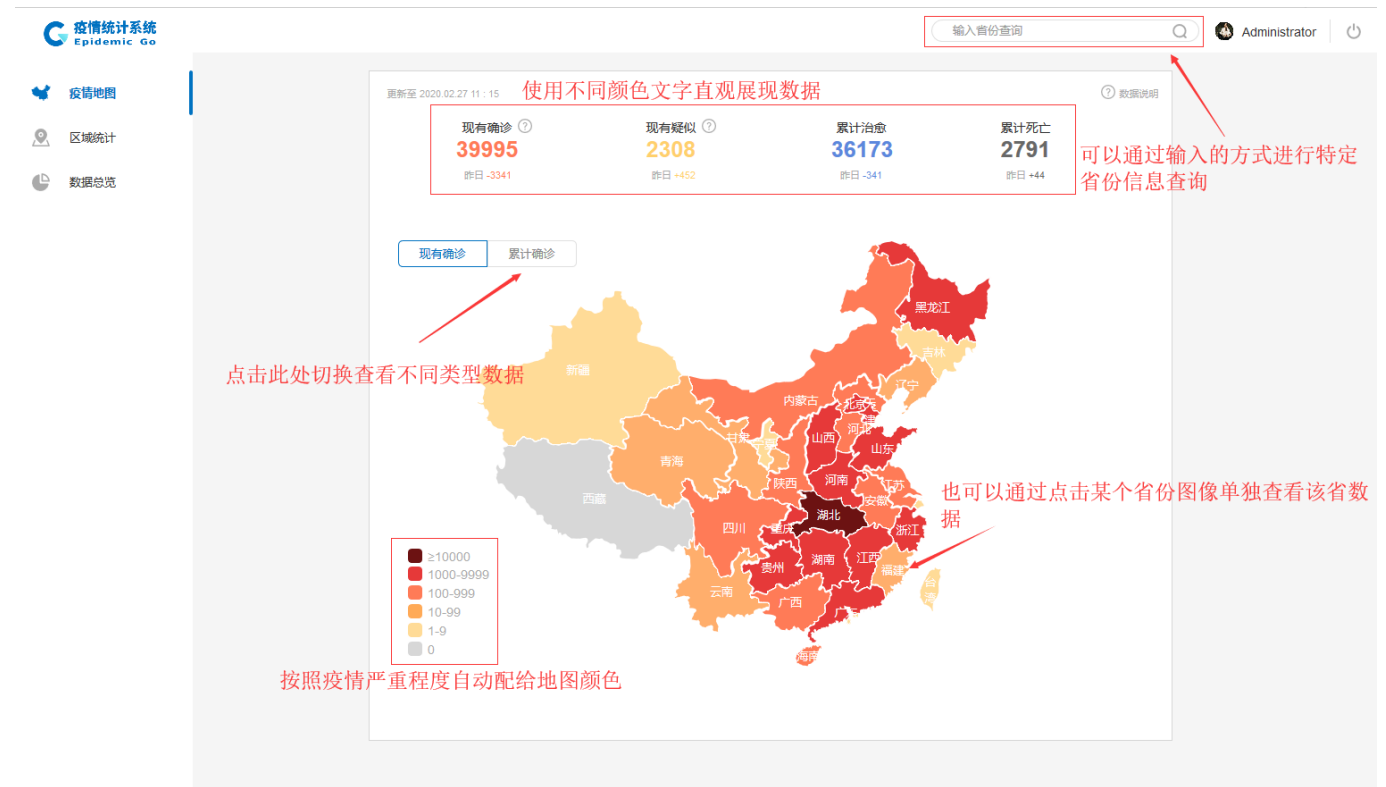 疫情统计系统
Epidemic Go
输入省份查询
Administrator
疫情地图
区域统计
数据总览
更新至 2020.02.27 11 : 15
使用不同颜色文字直观展现数据
? 数据说明
现有确诊 ?
现有疑似 ?
累计治愈
累计死亡
39995
2308
36173
2791
昨日 -3341
昨日 +452
昨日 -341
昨日 +44
可以通过输入的方式进行特定
省份信息查询
现有确诊
累计确诊
点击此处切换查看不同类型数据
黑龙江
吉林
新疆
辽宁
内蒙古
北京
天津
甘肃
宁夏
山西
河北
山东
青海
陕西
河南
江苏
西藏
安徽
湖北
四川
重庆
浙江
湖南
江西
贵州
福建
云南
广西
台湾
海南
也可以通过点击某个省份图像单独查看该省数
据
≥10000
1000-9999
100-999
10-99
1-9
0
按照疫情严重程度自动配给地图颜色